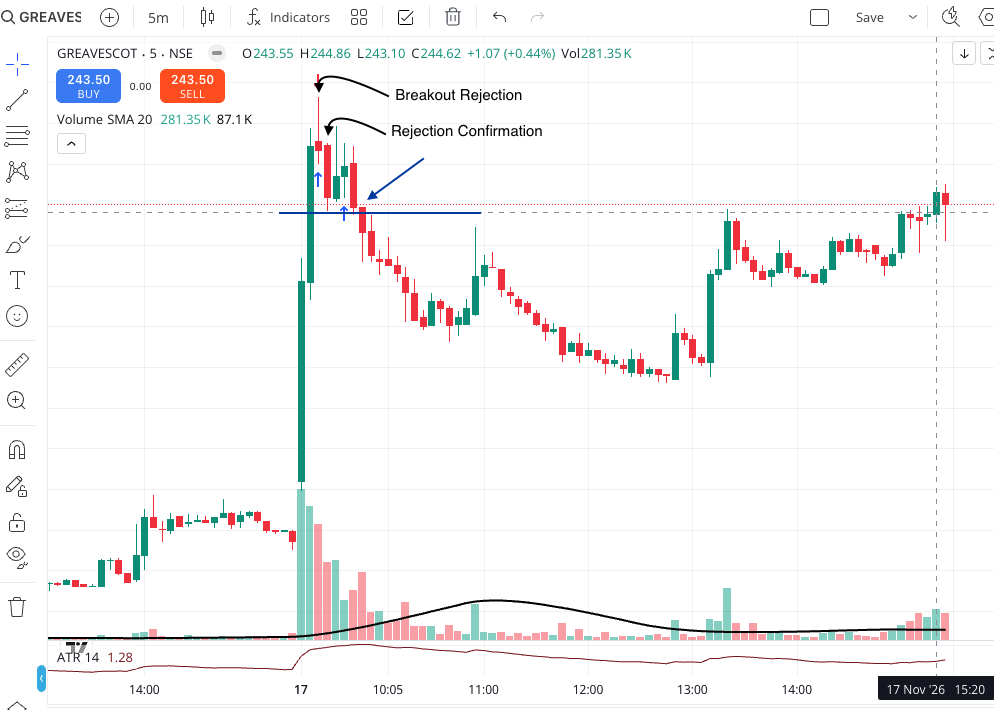 GREAVES
5m
Indicators
Save
GREAVESCOT · 5 · NSE
O243.55 H244.86 L243.10 C244.62 +1.07 (+0.44%) Vol281.35K
243.50
BUY
0.00
243.50
SELL
Volume SMA 20 281.35K 87.1K
Breakout Rejection
Rejection Confirmation
ATR 14 1.28
14:00 17 10:05 11:00 12:00 13:00 14:00 17 Nov '26 15:20